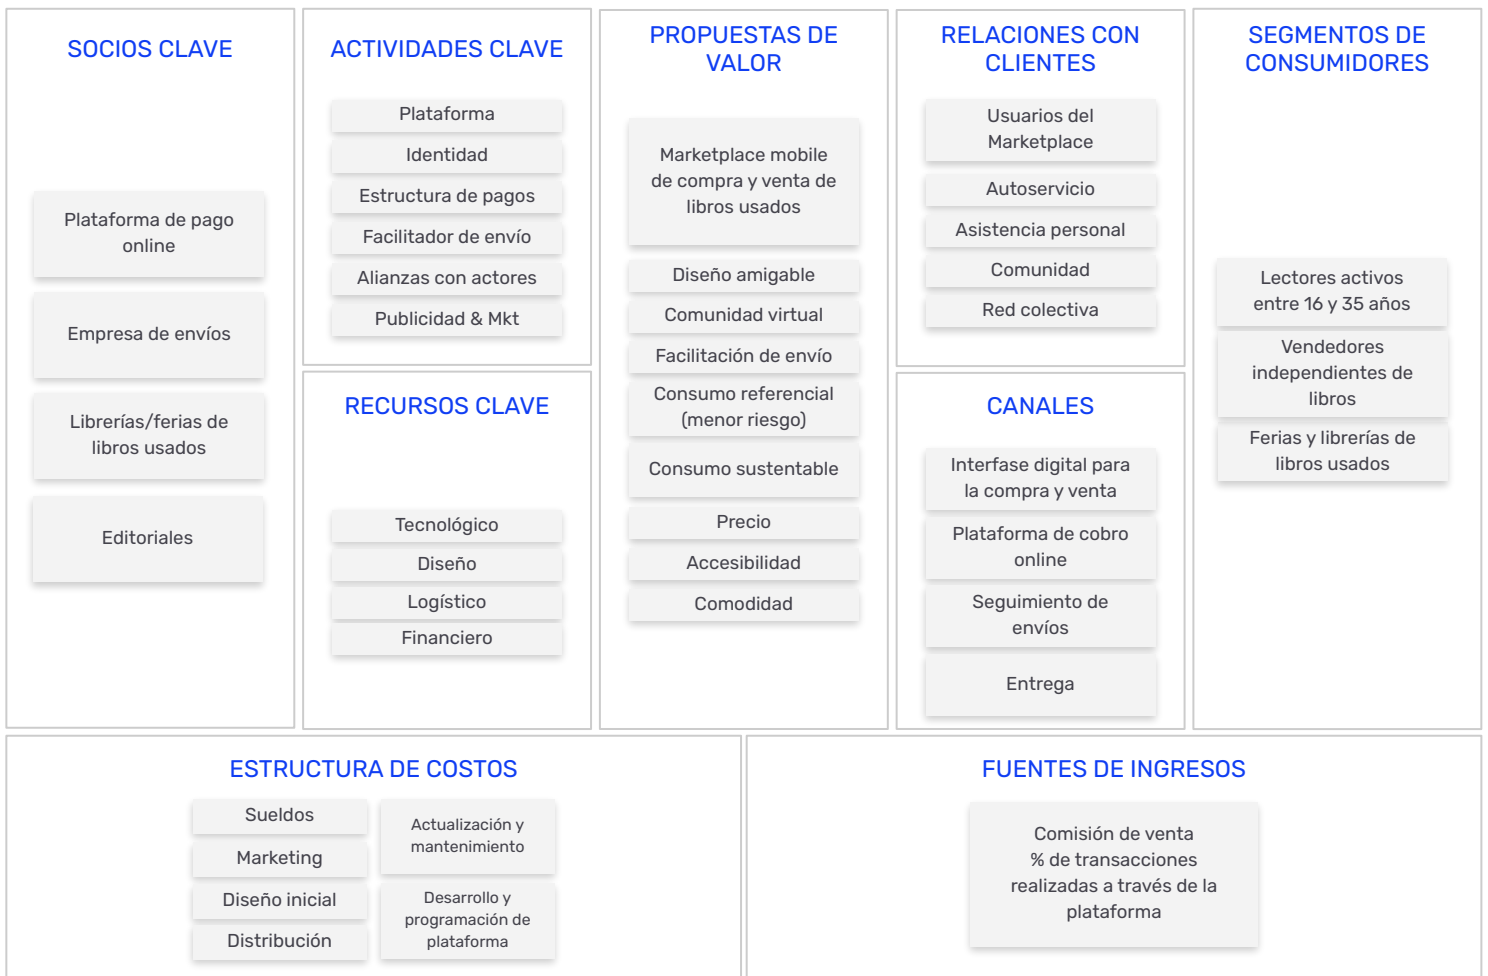 SOCIOS CLAVE
Plataforma de pago
online
Empresa de envíos
Librerías/ferias de
libros usados
Editoriales
ACTIVIDADES CLAVE
Plataforma
Identidad
Estructura de pagos
Facilitador de envío
Alianzas con actores
Publicidad & Mkt
RECURSOS CLAVE
Tecnológico
Diseño
Logístico
Financiero
PROPUESTAS DE
VALOR
Marketplace mobile
de compra y venta de
libros usados
Diseño amigable
Comunidad virtual
Facilitación de envío
Consumo referencial
(menor riesgo)
Consumo sustentable
Precio
Accesibilidad
Comodidad
RELACIONES CON
CLIENTES
Usuarios del
Marketplace
Autoservicio
Asistencia personal
Comunidad
Red colectiva
CANALES
Interfase digital para
la compra y venta
Plataforma de cobro
online
Seguimiento de
envíos
Entrega
SEGMENTOS DE
CONSUMIDORES
Lectores activos
entre 16 y 35 años
Vendedores
independientes de
libros
Ferias y librerías de
libros usados
ESTRUCTURA DE COSTOS
Sueldos
Marketing
Diseño inicial
Distribución
Actualización y
mantenimiento
Desarrollo y
programación de
plataforma
FUENTES DE INGRESOS
Comisión de venta
% de transacciones
realizadas a través de la
plataforma